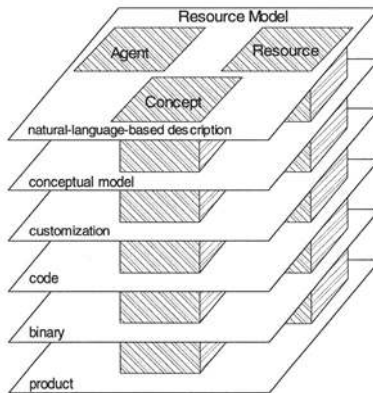 Resource Model
Agent
Resource
Concept
natural-language-based description
conceptual model
customization
code
binary
product